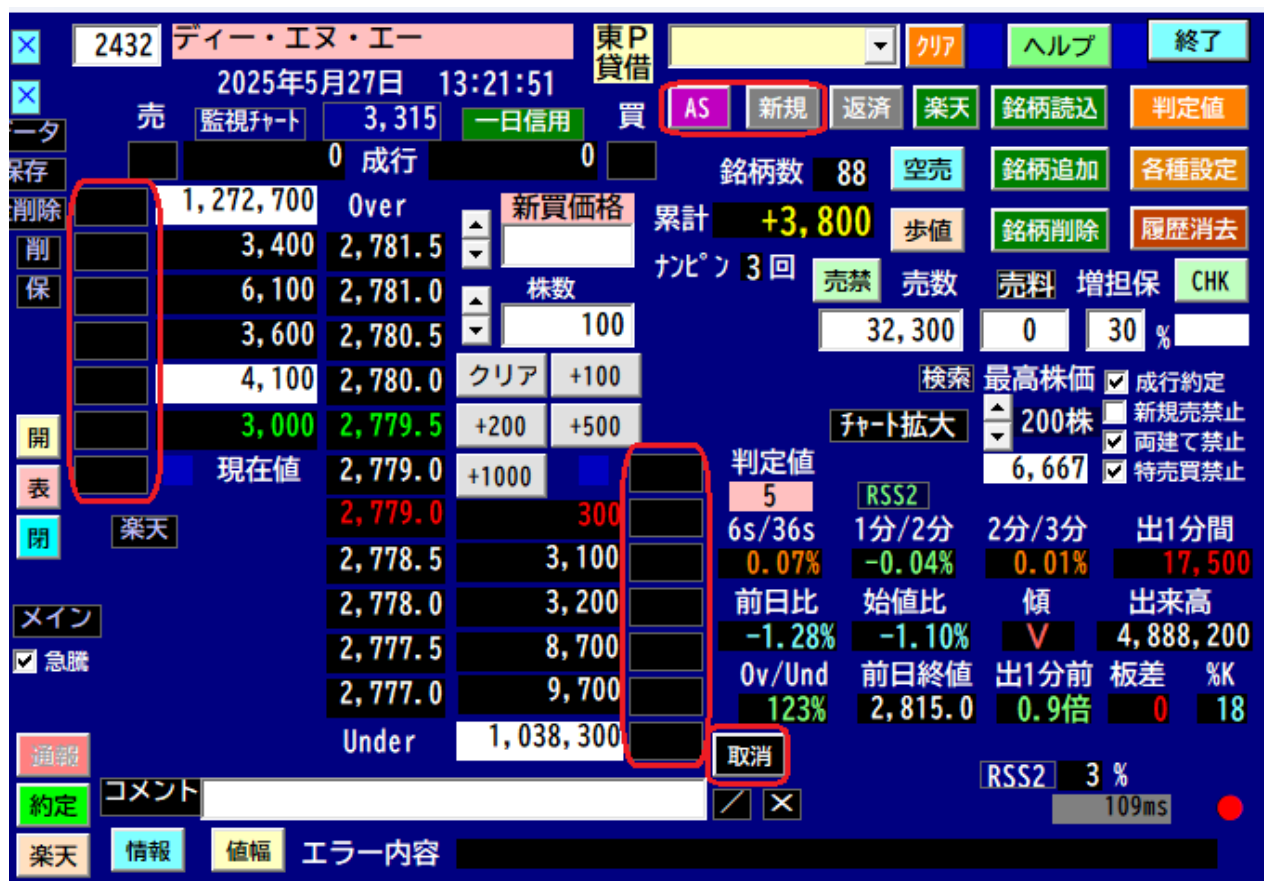 × 2432 ディー・エヌ・エー 東P クリア ヘルプ 終了
2025年5月27日 13:21:51 貸借
×
売 監視ﾁｬｰﾄ 3,315 一日信用 買 AS 新規 返済 楽天 銘柄読込 判定値
ータ
0 成行 0 銘柄数 88 空売 銘柄追加 各種設定
保存
1,272,700 Over 新買価格 累計 +3,800 歩値 銘柄削除 履歴消去
削除
削 3,400 2,781.5
ﾅﾝﾋﾟﾝ 3 回 売禁 売数 売料 増担保 CHK
保 6,100 2,781.0 株数
3,600 2,780.5 100 32,300 0 30 %
4,100 2,780.0 クリア +100 検索 最高株価 成行約定
開 3,000 2,779.5 +200 +500 ﾁｬｰﾄ拡大 200株 新規売禁止
両建て禁止
表 現在値 2,779.0 +1000 判定値 6,667 特売買禁止
5 RSS2
閉 楽天 2,779.0 300 6s/36s 1分/2分 2分/3分 出1分間
2,778.5 3,100 0.07% -0.04% 0.01% 17,500
メイン 2,778.0 3,200 前日比 始値比 傾 出来高
急騰 2,777.5 8,700 -1.28% -1.10% V 4,888,200
2,777.0 9,700 Ov/Und 前日終値 出1分前 板差 %K
123% 2,815.0 0.9倍 0 18
通報 Under 1,038,300 取消
RSS2 3 %
約定 コメント ／ × 109ms
楽天 情報 値幅 エラー内容